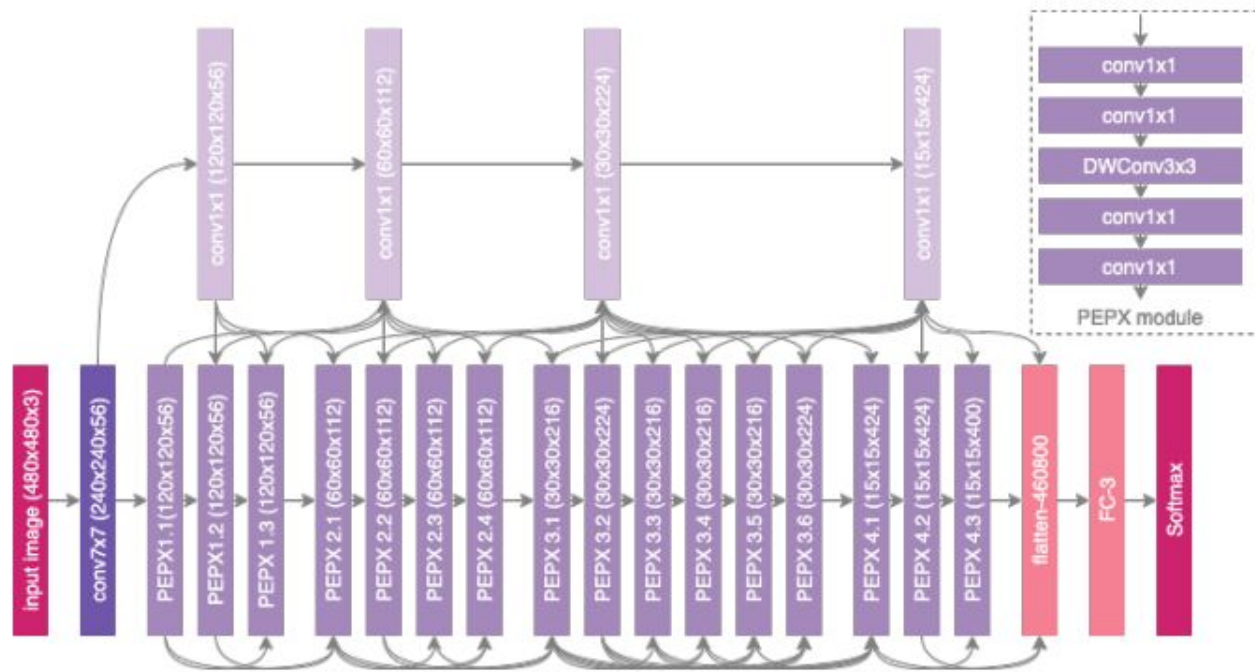 conv1x1 (120x120x56)
conv1x1 (60x60x112)
conv1x1 (30x30x224)
conv1x1 (15x15x424)
conv1x1
conv1x1
DWConv3x3
conv1x1
conv1x1
PEPX module
input image (480x480x3)
conv7x7 (240x240x56)
PEPX1.1(120x120x56)
PEPX1.2 (120x120x56)
PEPX 1.3 (120x120x56)
PEPX 2.1 (60x60x112)
PEPX 2.2 (60x60x112)
PEPX 2.3 (60x60x112)
PEPX 2.4 (60x60x112)
PEPX 3.1 (30x30x216)
PEPX 3.2 (30x30x224)
PEPX 3.3 (30x30x216)
PEPX 3.4 (30x30x216)
PEPX 3.5 (30x30x216)
PEPX 3.6 (30x30x224)
PEPX 4.1 (15x15x424)
PEPX 4.2 (15x15x424)
PEPX 4.3 (15x15x400)
flatten-460800
FC-3
Softmax